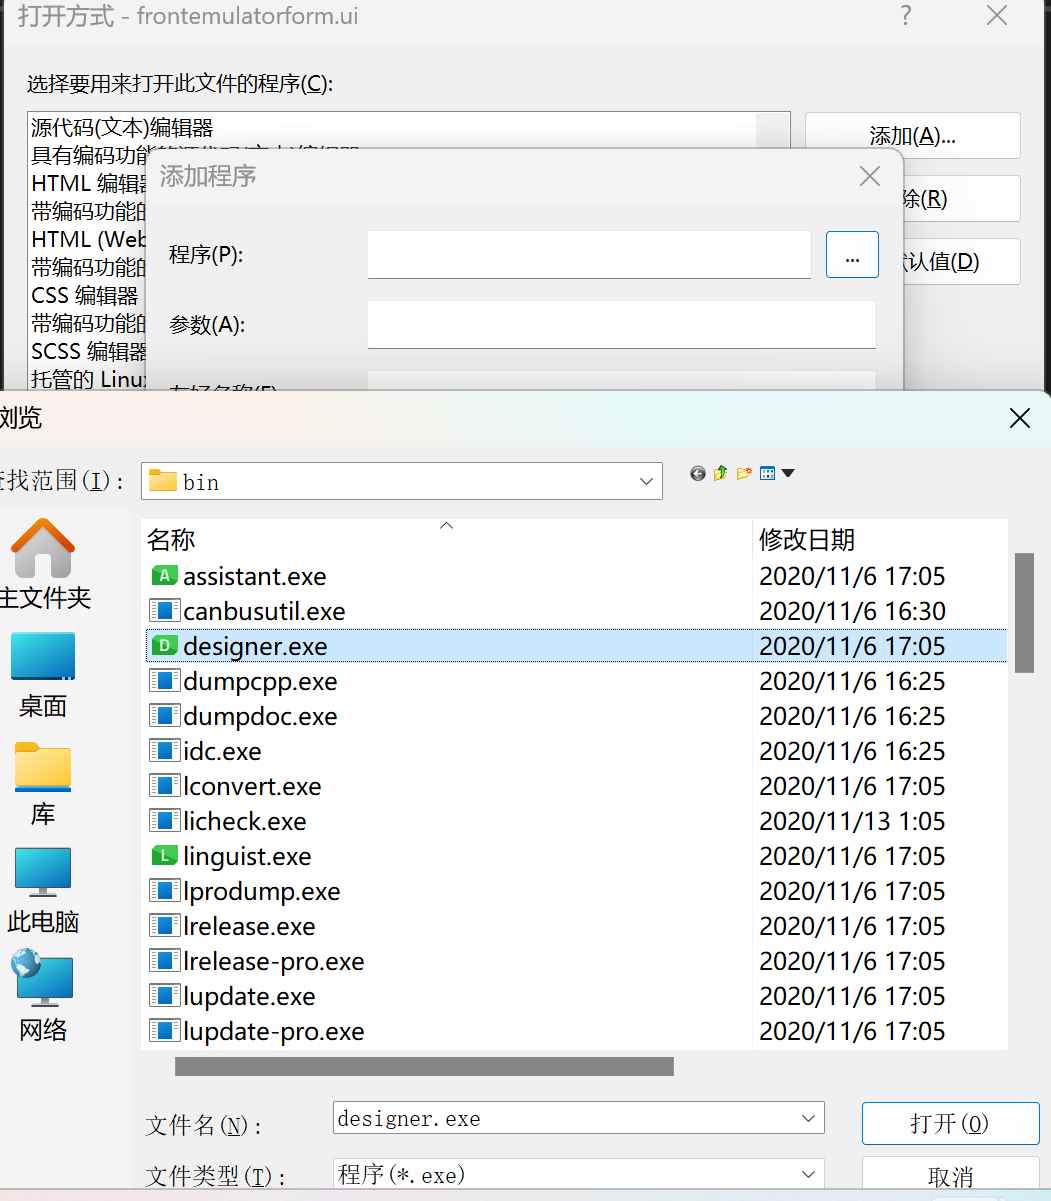 打开方式 - frontemulatorform.ui
?
选择要用来打开此文件的程序(C):
源代码(文本)编辑器
添加(A)...
具有编码功能
HTML 编辑器
除(R)
带编码功能的
HTML (Web
默认值(D)
带编码功能的
CSS 编辑器
带编码功能的
SCSS 编辑器
托管的 Linux
添加程序
程序(P):
...
参数(A):
友好名称(F)
浏览
查找范围(I):
bin
主文件夹
桌面
库
此电脑
网络
名称 修改日期
assistant.exe 2020/11/6 17:05
canbusutil.exe 2020/11/6 16:30
designer.exe 2020/11/6 17:05
dumpcpp.exe 2020/11/6 16:25
dumpdoc.exe 2020/11/6 16:25
idc.exe 2020/11/6 16:25
lconvert.exe 2020/11/6 17:05
licheck.exe 2020/11/13 1:05
linguist.exe 2020/11/6 17:05
lprodump.exe 2020/11/6 17:05
lrelease.exe 2020/11/6 17:05
lrelease-pro.exe 2020/11/6 17:05
lupdate.exe 2020/11/6 17:05
lupdate-pro.exe 2020/11/6 17:05
文件名(N):
designer.exe
打开(O)
文件类型(T):
程序(*.exe)
取消